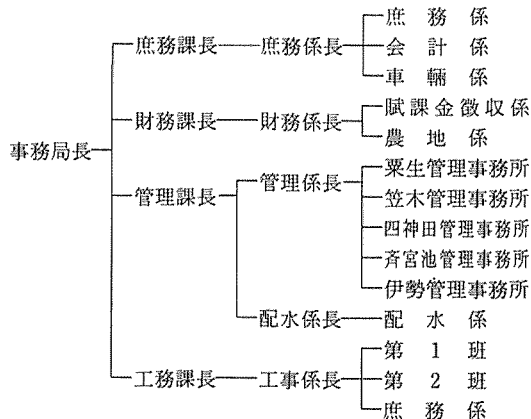 庶務係
会計係
庶務課長 庶務係長
車輛係
賦課金徴収係
財務課長 財務係長
農地係
事務局長
粟生管理事務所
管理係長
管理課長
笠木管理事務所
四神田管理事務所
斉宮池管理事務所
伊勢管理事務所
配水係長 配水係
第1班
工務課長 工事係長 第2班
庶務係